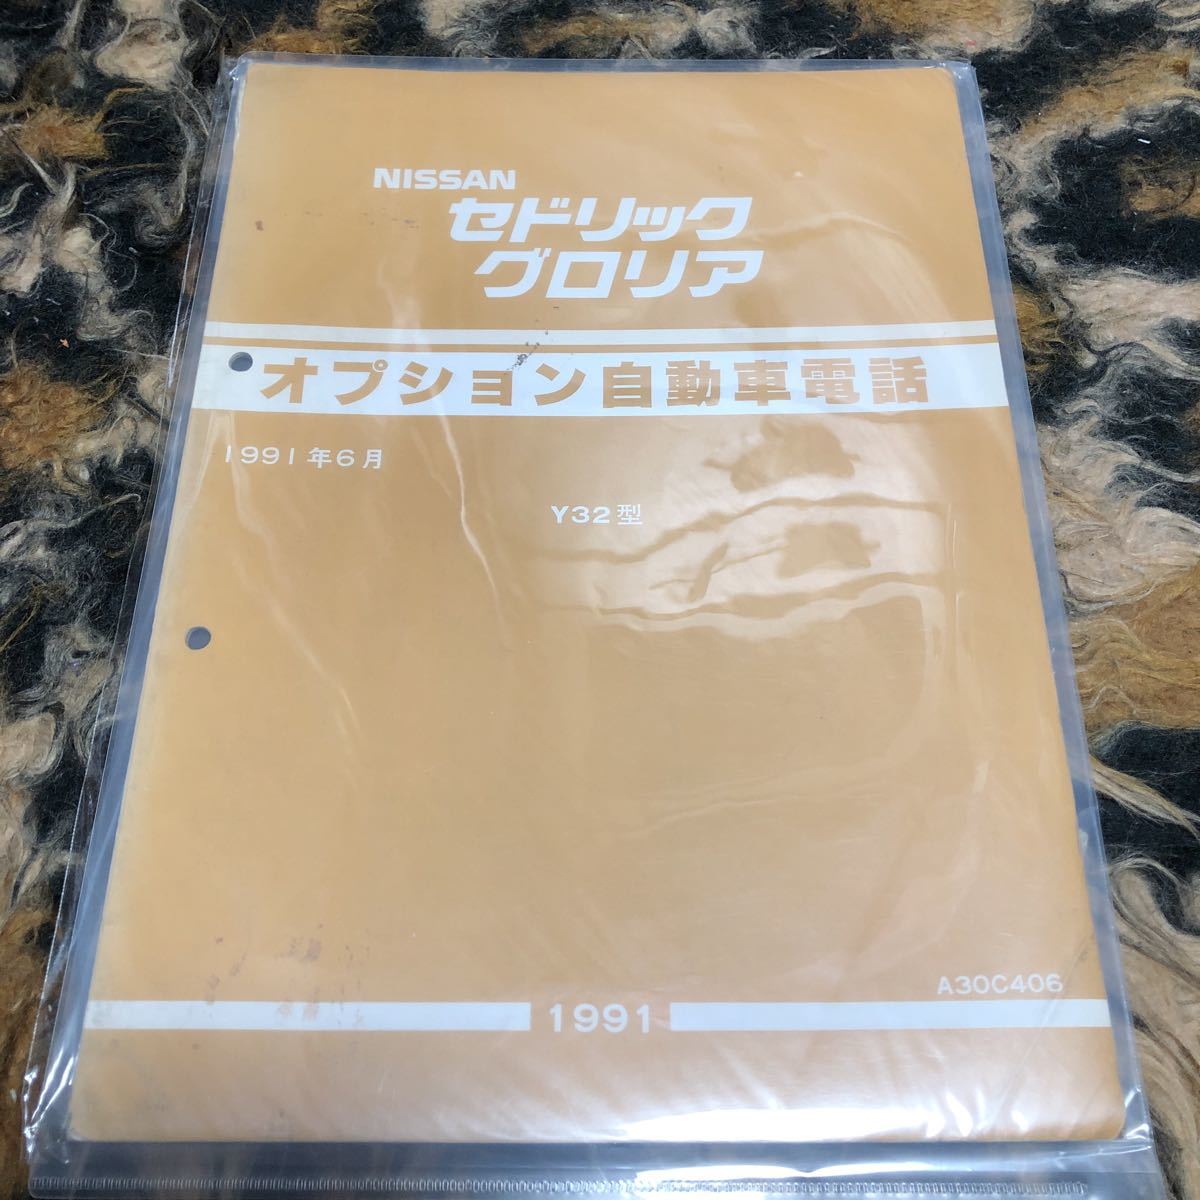 NISSAN
セドリック
グロリア
オプション自動車電話
1991年6月
Y32型
A30C406
1991